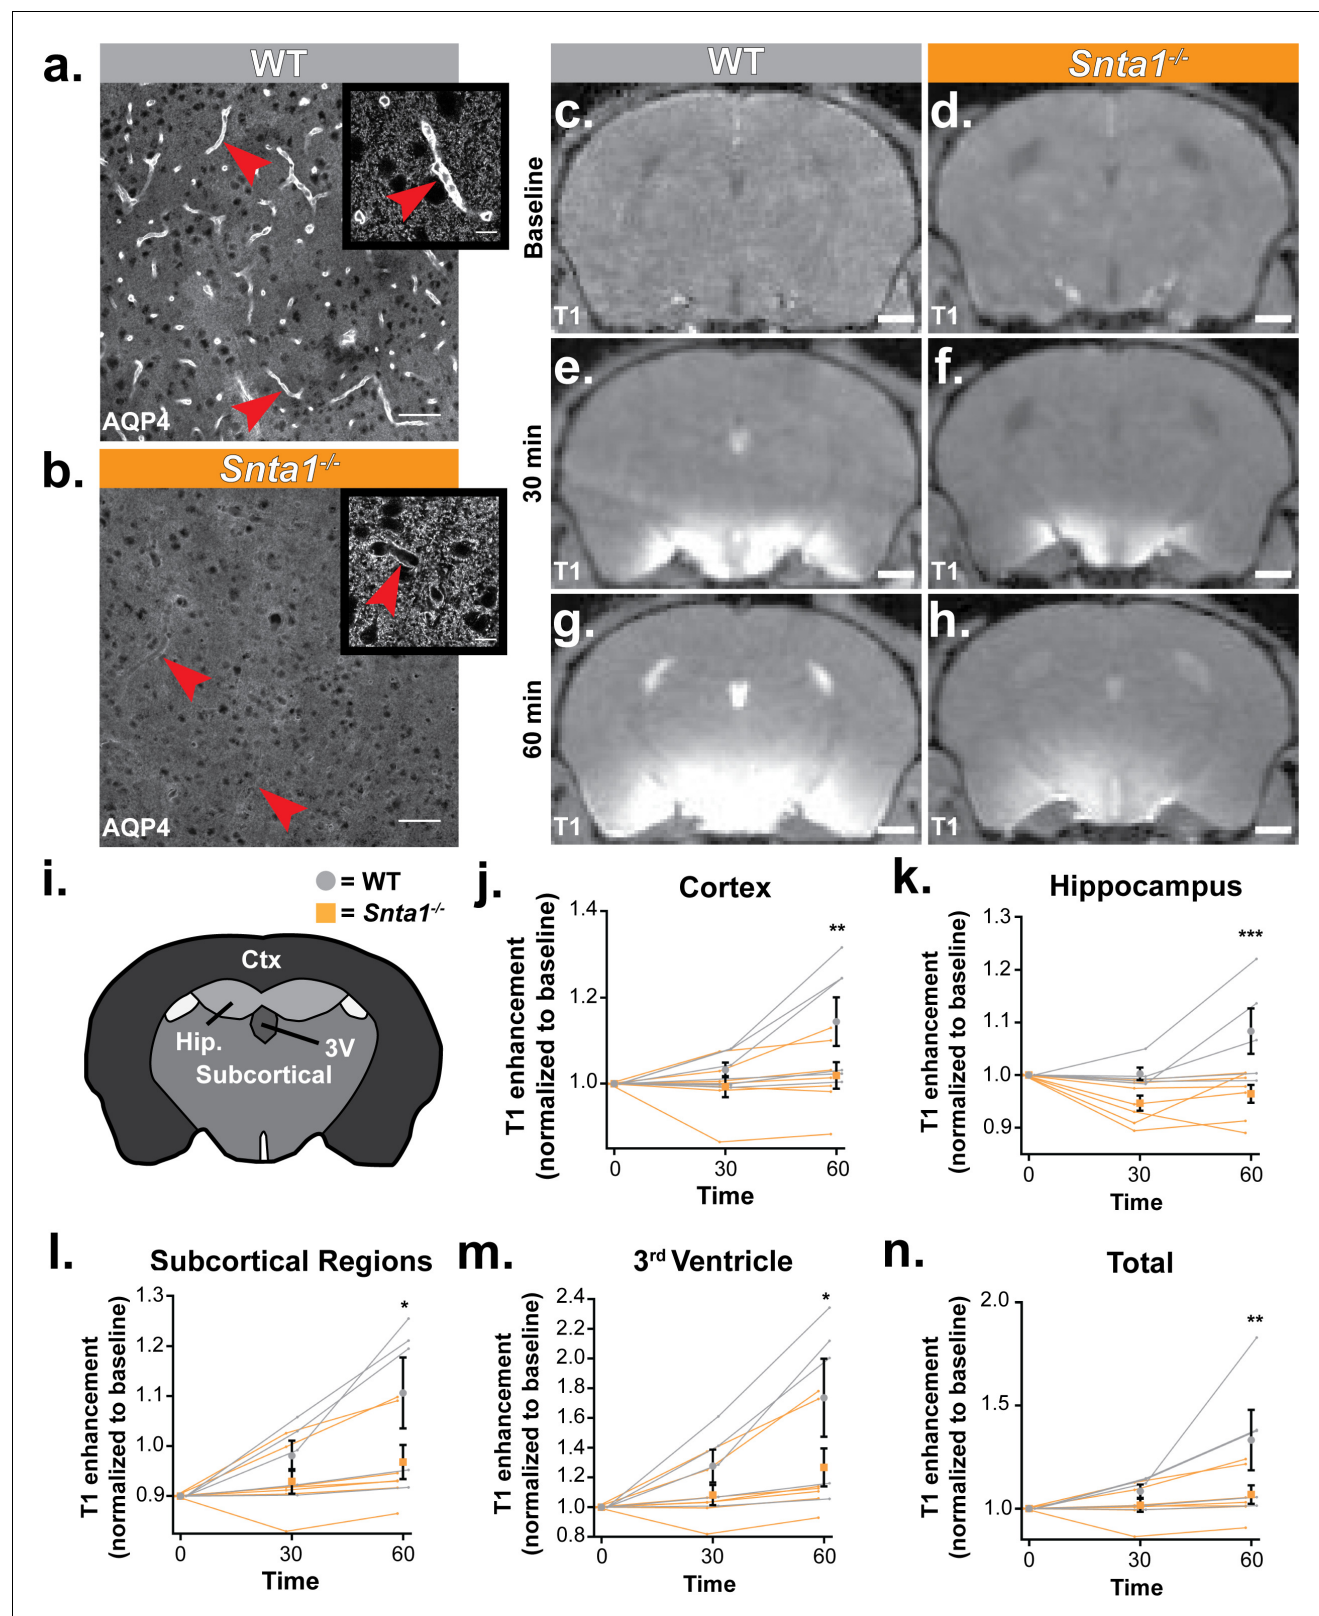 a.
WT
AQP4
b.
Snta1-/-
AQP4
WT
Snta1-/-
Baseline
c.
T1
d.
T1
30 min
e.
T1
f.
T1
60 min
g.
T1
h.
T1
i.
= WT
= Snta1-/-
Ctx
Hip.
3V
Subcortical
j.
Cortex
T1 enhancement
(normalized to baseline)
1.4
1.2
1.0
**
0 30 60
Time
k.
Hippocampus
T1 enhancement
(normalized to baseline)
1.3
1.2
1.10
1.0
0.9
***
0 30 60
Time
l.
Subcortical Regions
T1 enhancement
(normalized to baseline)
1.3
1.2
1.1
1.0
0.9
*
0 30 60
Time
m.
3rd Ventricle
T1 enhancement
(normalized to baseline)
2.4
2.2
2.0
1.8
1.6
1.4
1.2
1.0
0.8
*
0 30 60
Time
n.
Total
T1 enhancement
(normalized to baseline)
2.0
1.5
1.0
**
0 30 60
Time